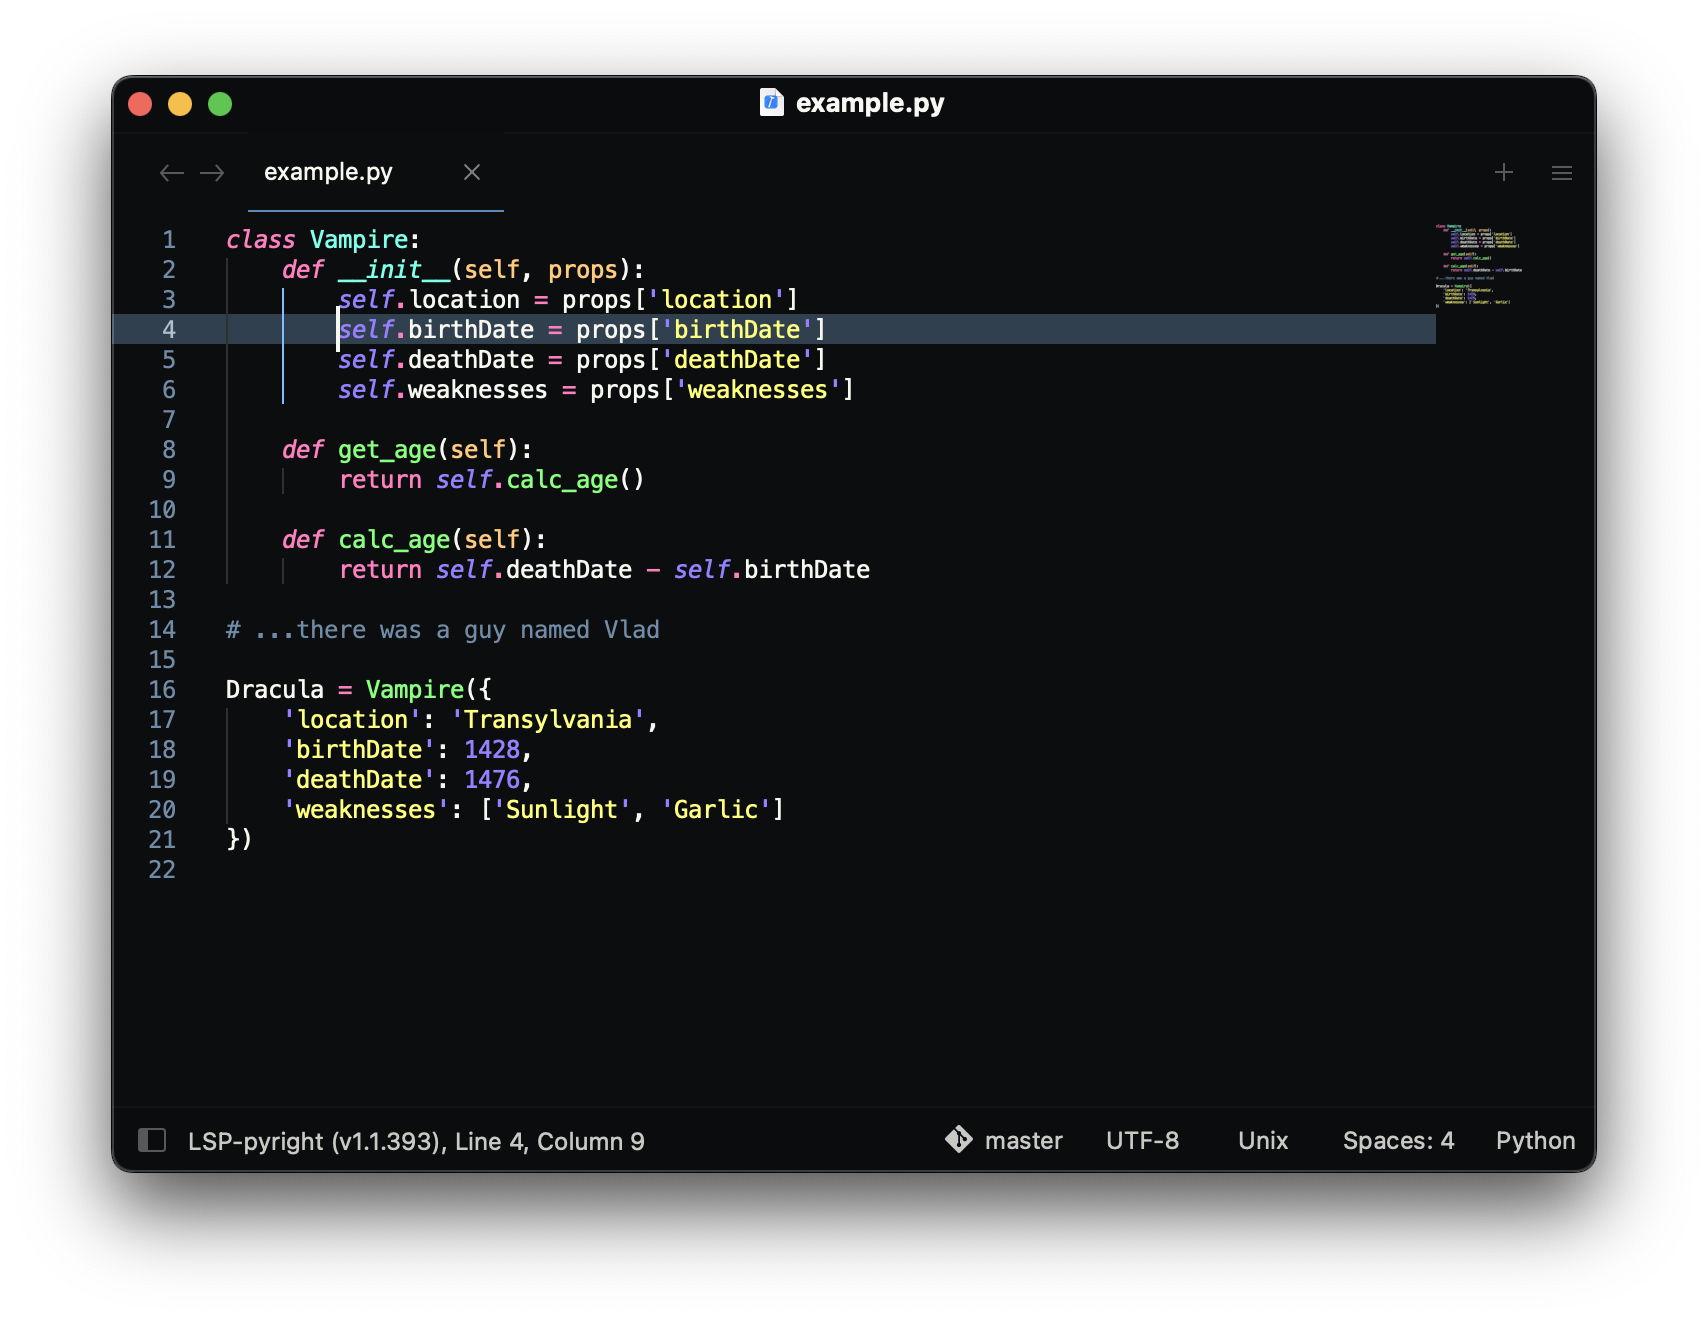 example.py
example.py
1 class Vampire:
2     def __init__(self, props):
3         self.location = props['location']
4         self.birthDate = props['birthDate']
5         self.deathDate = props['deathDate']
6         self.weaknesses = props['weaknesses']
7
8     def get_age(self):
9         return self.calc_age()
10
11     def calc_age(self):
12         return self.deathDate - self.birthDate
13
14 # ...there was a guy named Vlad
15
16 Dracula = Vampire({
17     'location': 'Transylvania',
18     'birthDate': 1428,
19     'deathDate': 1476,
20     'weaknesses': ['Sunlight', 'Garlic']
21 })
22
LSP-pyright (v1.1.393), Line 4, Column 9 master UTF-8 Unix Spaces: 4 Python